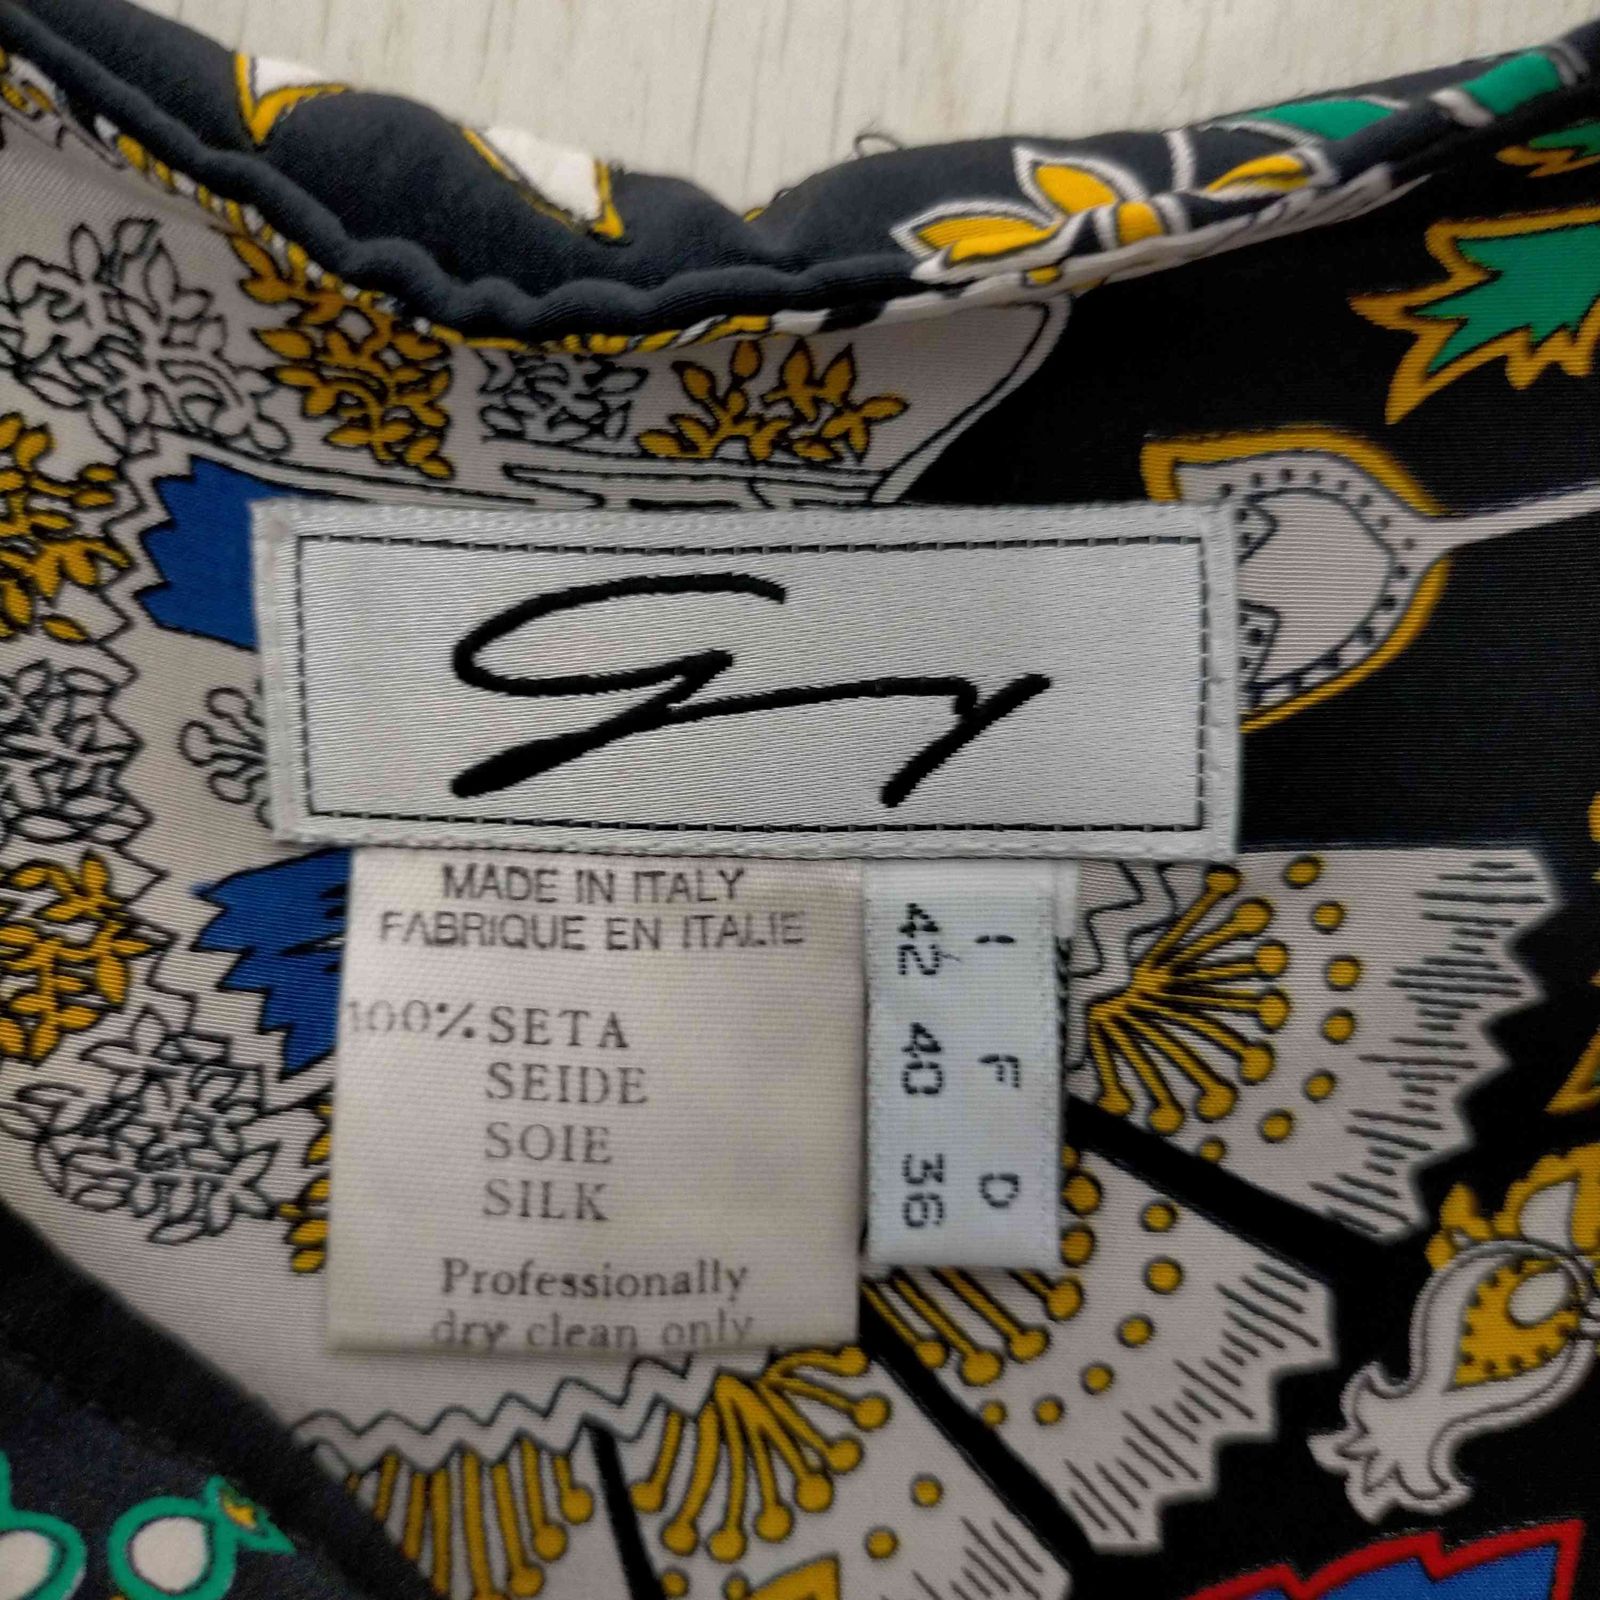 MADE IN ITALY
FABRIQUE EN ITALIE
100% SETA
SEIDE
SOIE
SILK
Professionally
dry clean only
I F D
42 40 36